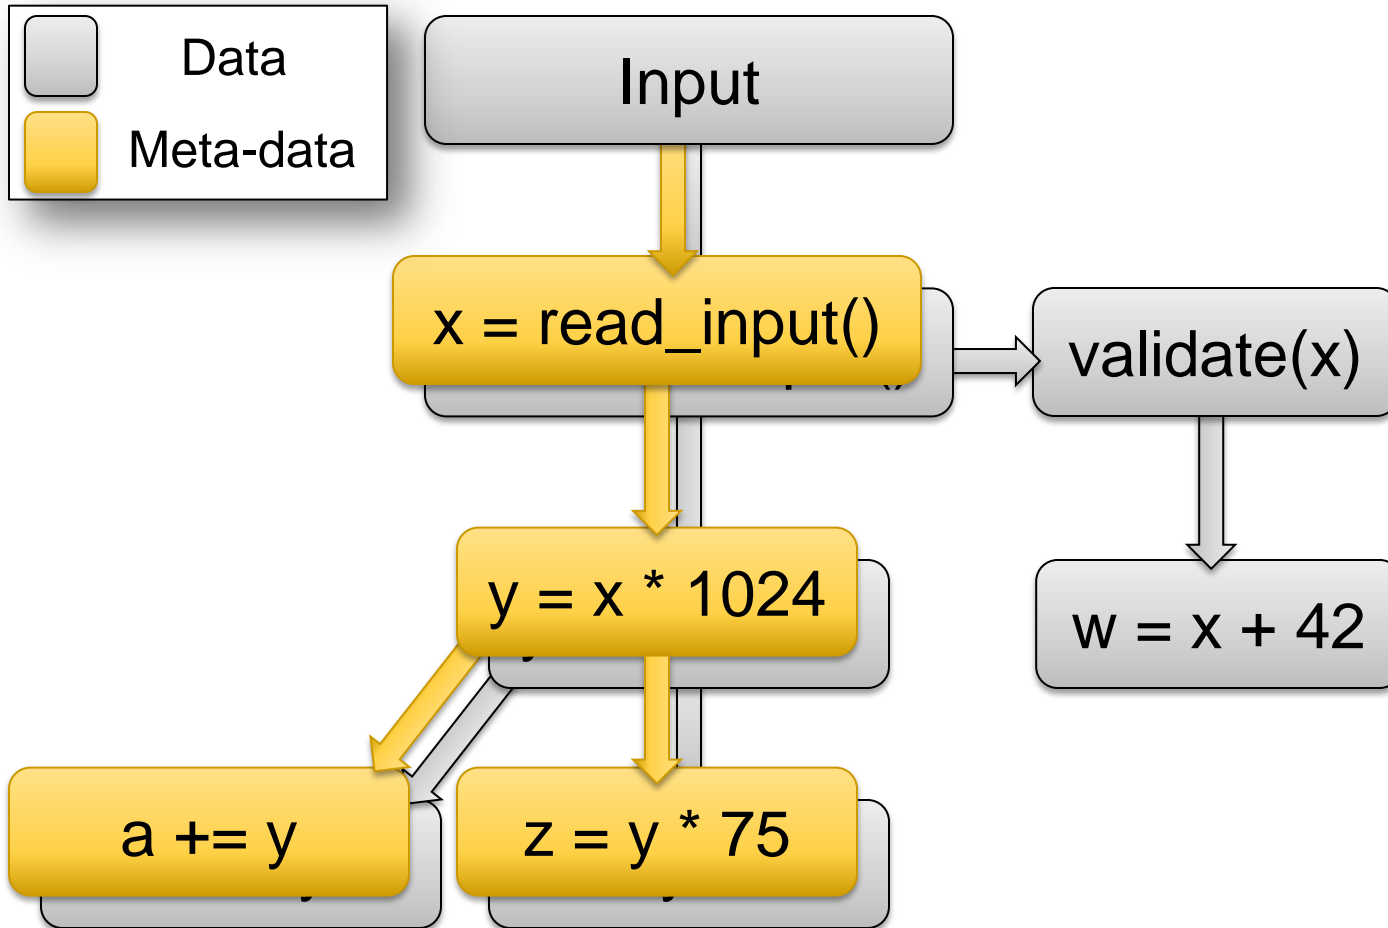 Data
Meta-data
Input
x = read_input()
validate(x)
y = x * 1024
w = x + 42
a += y
z = y * 75